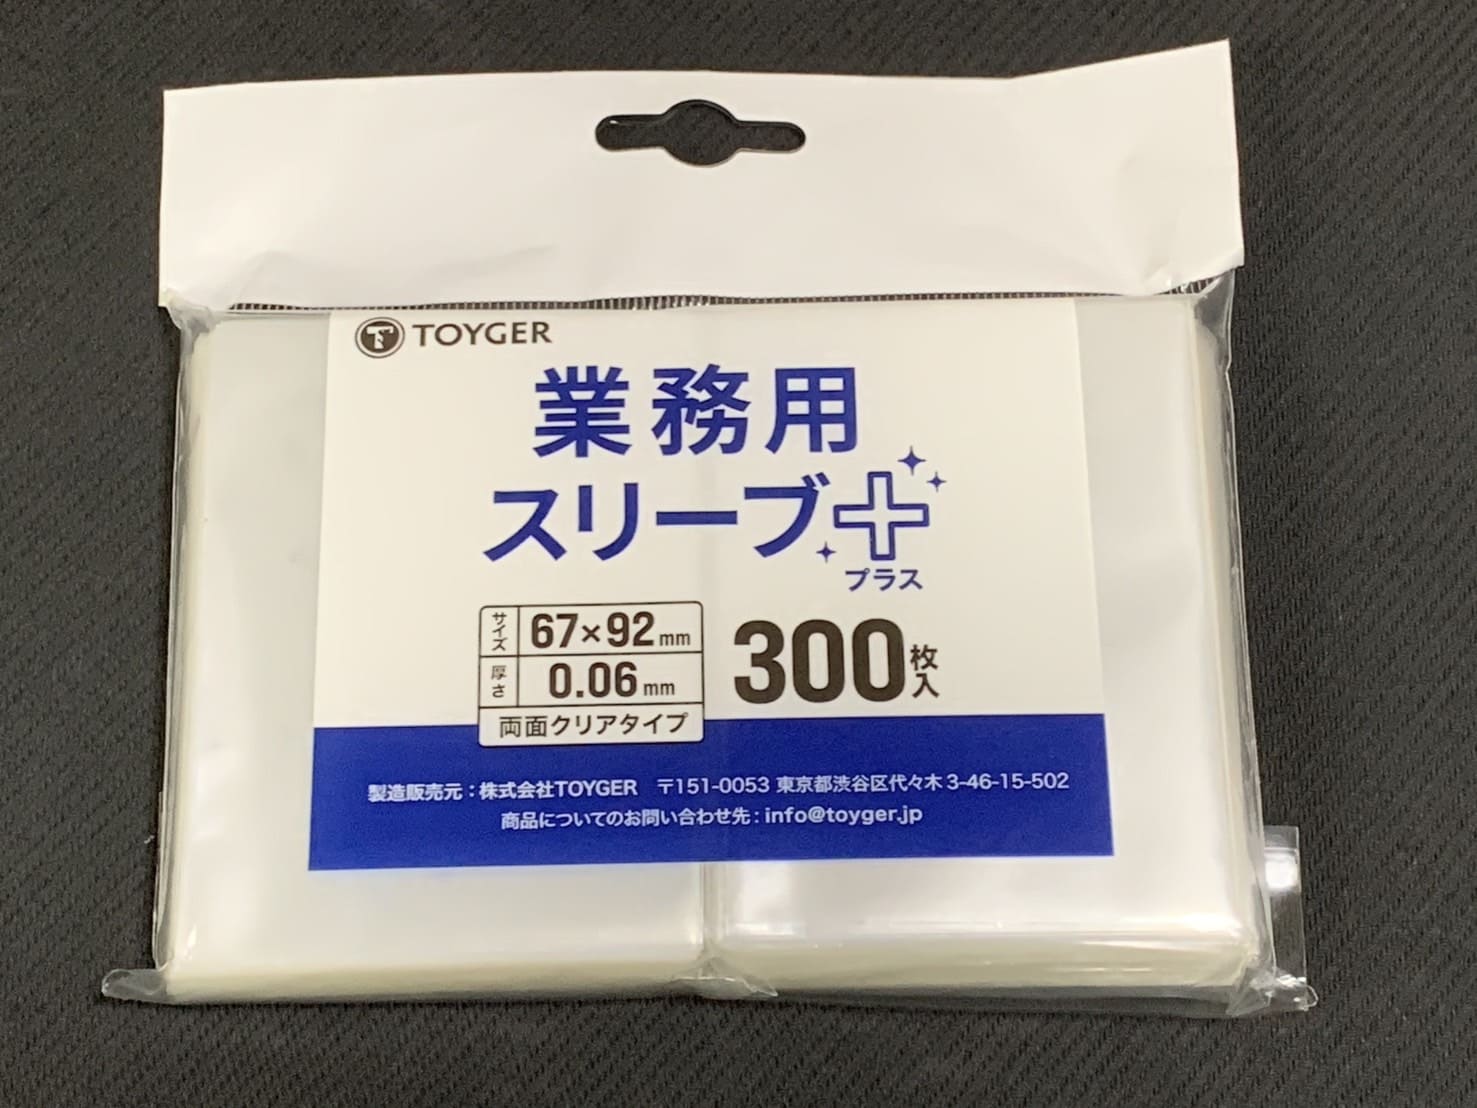 TOYGER
業務用
スリーブ+
プラス
サイズ 67×92mm
厚さ 0.06mm
両面クリアタイプ
300枚入
製造販売元:株式会社TOYGER 〒151-0053 東京都渋谷区代々木3-46-15-502
商品についてのお問い合わせ先:info@toyger.jp